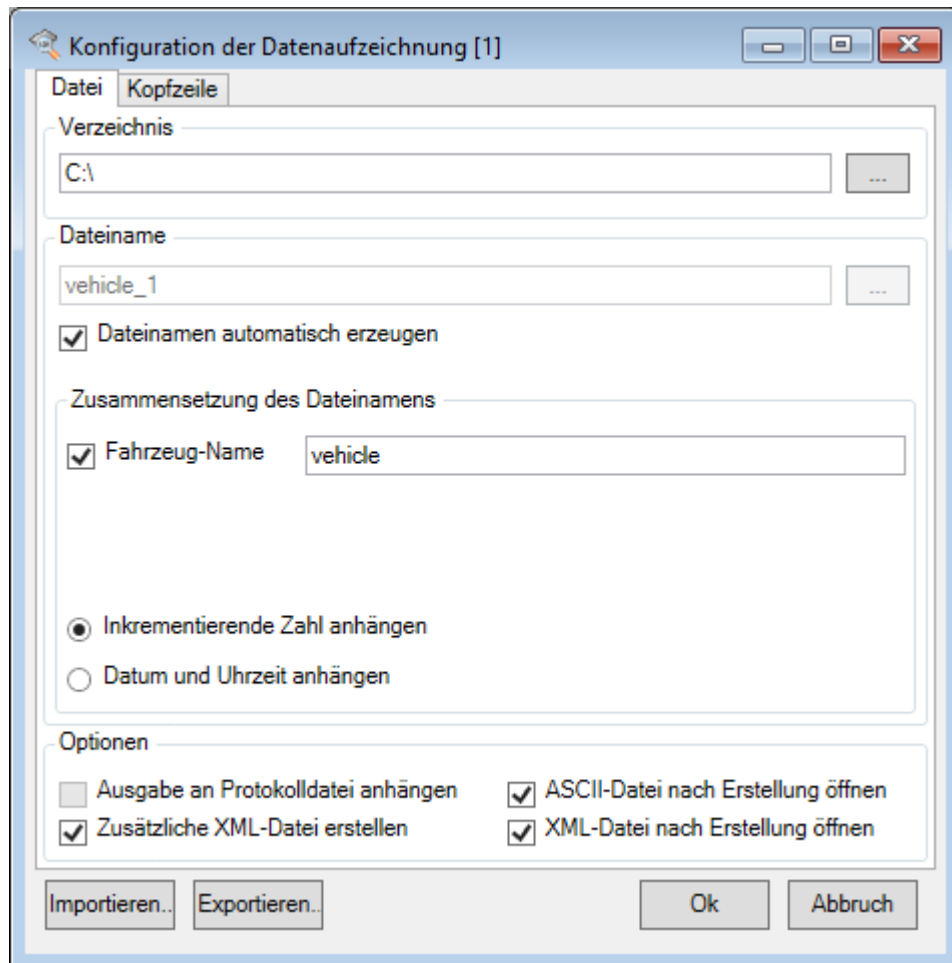 Konfiguration der Datenaufzeichnung [1]
Datei Kopfzeile
Verzeichnis
C:\ ...
Dateiname
vehicle_1 ...
Dateinamen automatisch erzeugen
Zusammensetzung des Dateinamens
Fahrzeug-Name vehicle
Inkrementierende Zahl anhängen
Datum und Uhrzeit anhängen
Optionen
Ausgabe an Protokolldatei anhängen ASCII-Datei nach Erstellung öffnen
Zusätzliche XML-Datei erstellen XML-Datei nach Erstellung öffnen
Importieren.. Exportieren.. Ok Abbruch